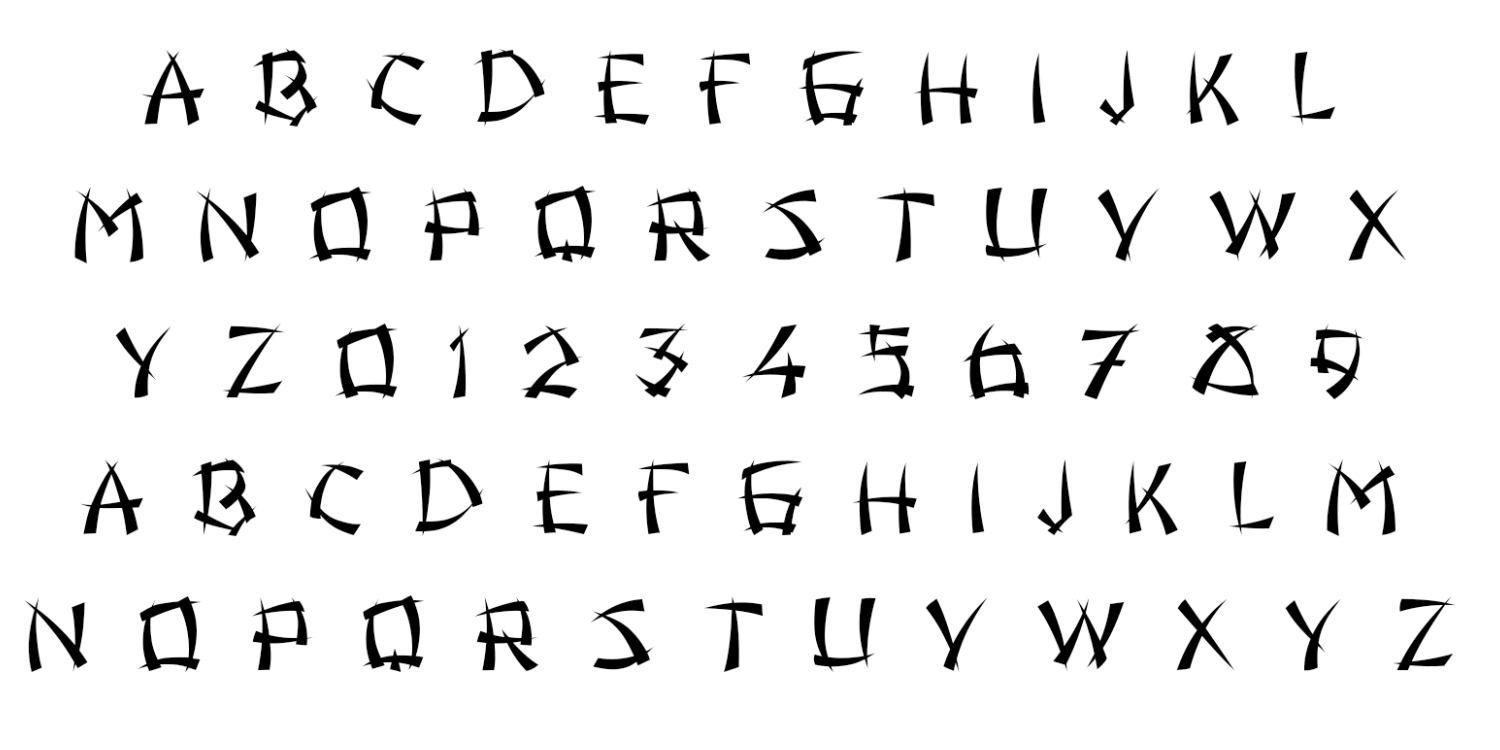 A B C D E F G H I J K L
M N O P Q R S T U V W X
Y Z 0 1 2 3 4 5 6 7 8 9
A B C D E F G H I J K L M
N O P Q R S T U V W X Y Z